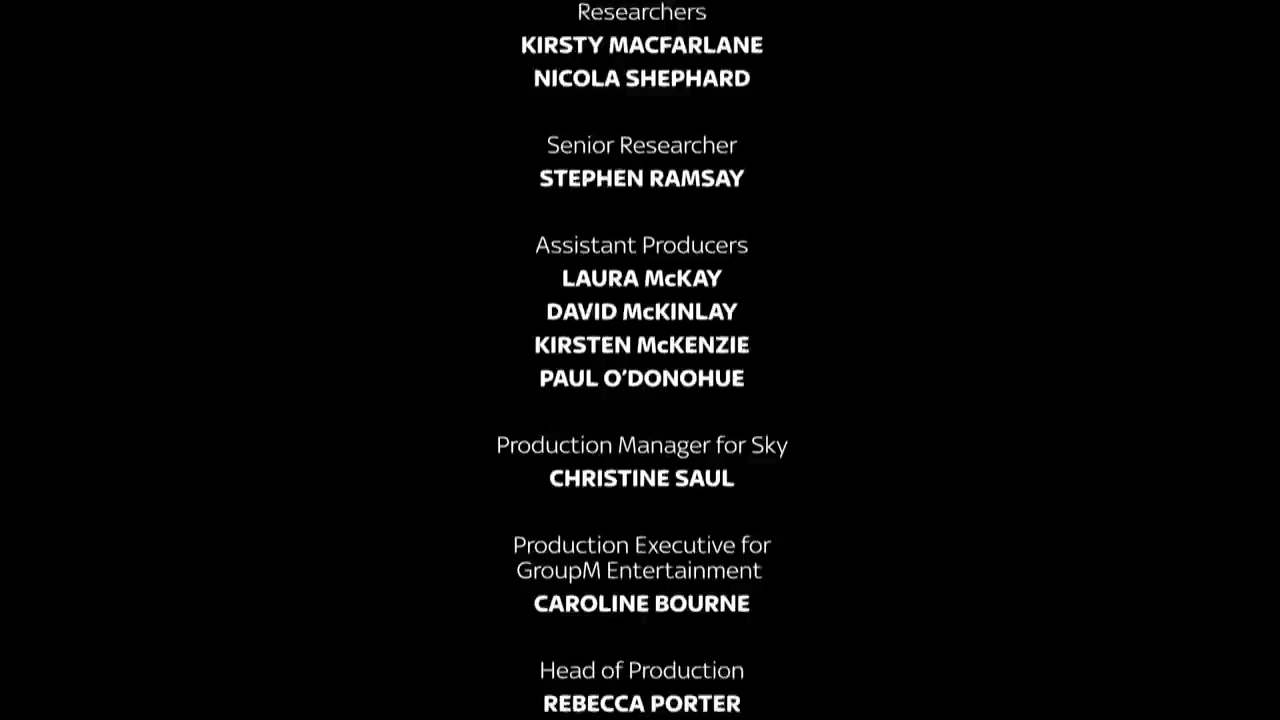 Researchers
KIRSTY MACFARLANE
NICOLA SHEPHARD
Senior Researcher
STEPHEN RAMSAY
Assistant Producers
LAURA McKAY
DAVID McKINLAY
KIRSTEN McKENZIE
PAUL O’DONOHUE
Production Manager for Sky
CHRISTINE SAUL
Production Executive for
GroupM Entertainment
CAROLINE BOURNE
Head of Production
REBECCA PORTER